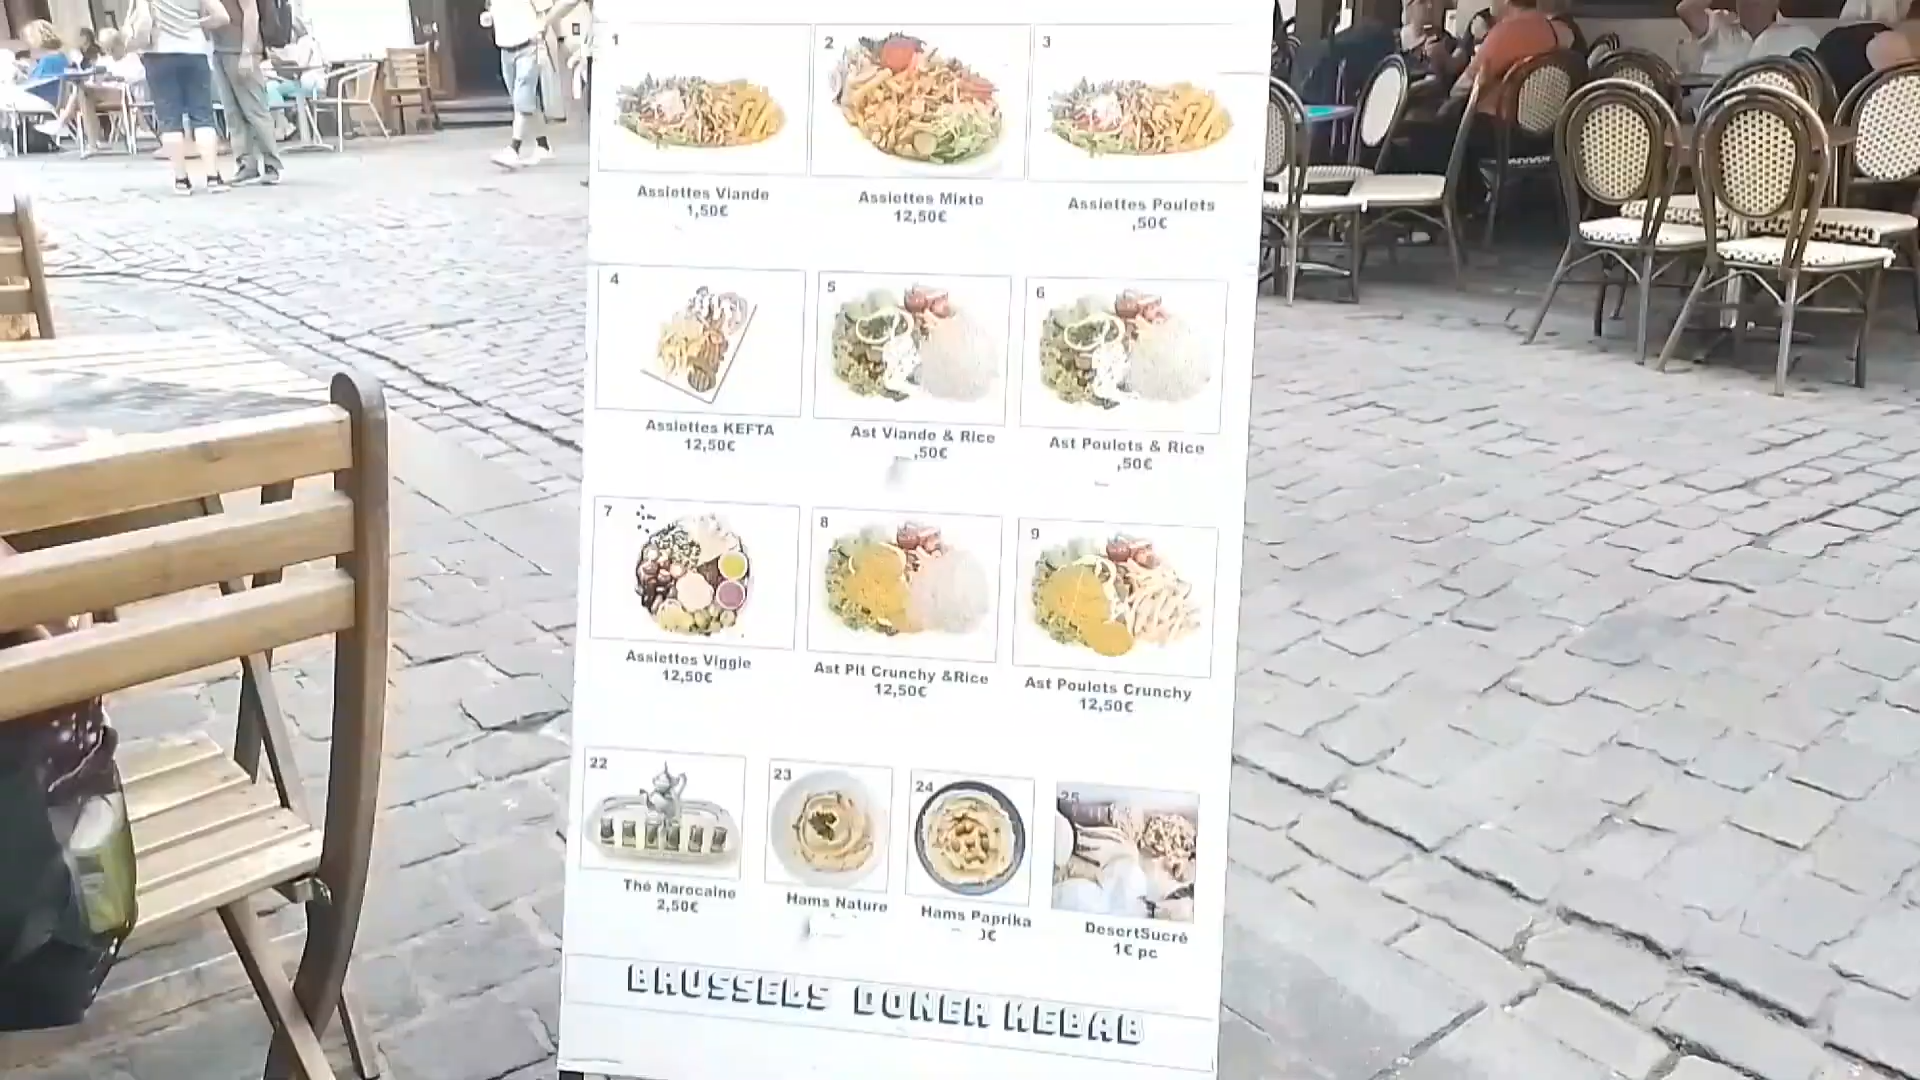 1 2 3
Assiettes Viande
1,50€
Assiettes Mixte
12,50€
Assiettes Poulets
,50€
4 5 6
Assiettes KEFTA
12,50€
Ast Viande & Rice
,50€
Ast Poulets & Rice
,50€
7 8 9
Assiettes Viggie
12,50€
Ast Plt Crunchy &Rice
12,50€
Ast Poulets Crunchy
12,50€
22 23 24 25
Thé Marocaine
2,50€
Hams Nature
Hams Paprika
€
DesertSucré
1€ pc
BRUSSELS DONER KEBAB